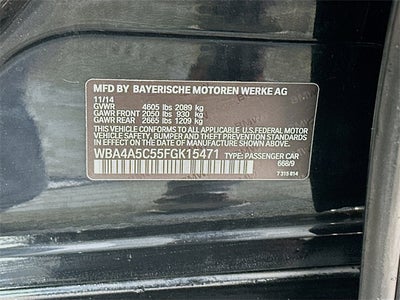 MFD BY BAYERISCHE MOTOREN WERKE AG
11/14
GVWR 4605 lbs 2089 kg
GAWR FRONT 2050 lbs 930 kg
GAWR REAR 2665 lbs 1209 kg
THIS VEHICLE CONFORMS TO ALL APPLICABLE U.S.FEDERAL MOTOR
VEHICLE SAFETY, BUMPER AND THEFT PREVENTION STANDARDS
IN EFFECT ON THE DATE OF MANUFACTURE SHOWN ABOVE.
WBA4A5C55FGK15471 TYPE: PASSENGER CAR
668/9
7 315 814